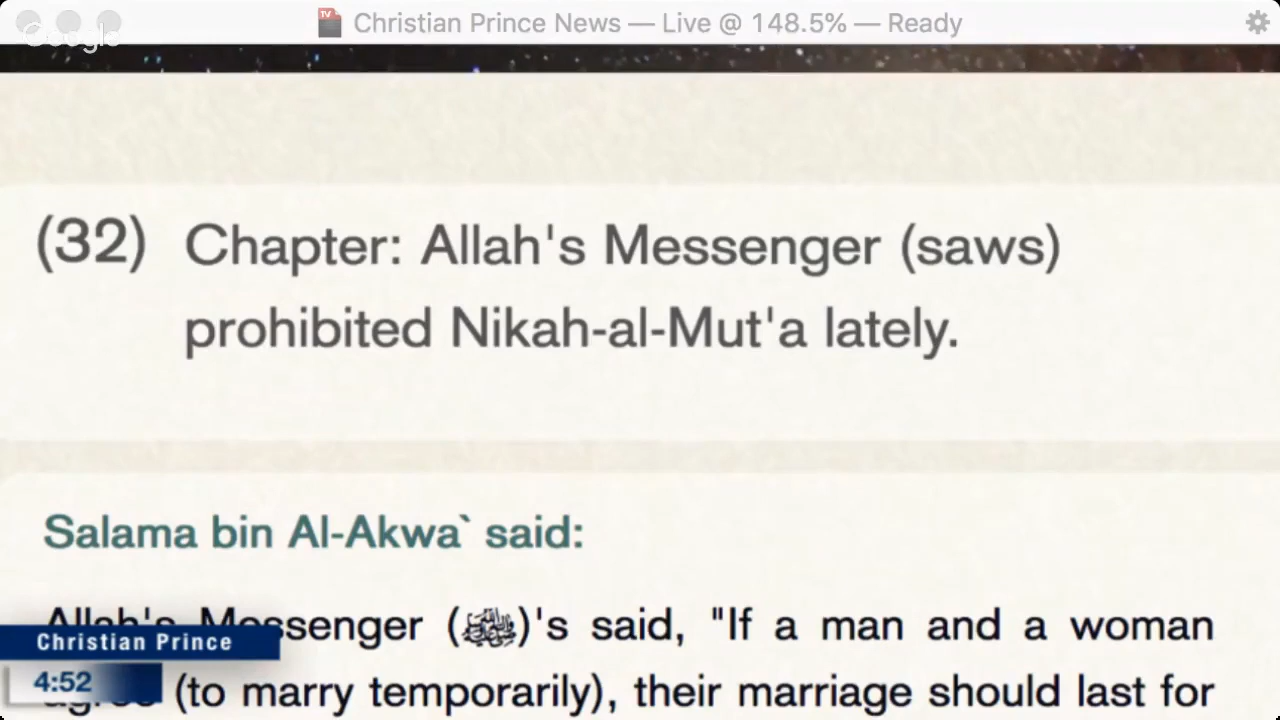 Christian Prince News — Live @ 148.5% — Ready
Google
(32) Chapter: Allah's Messenger (saws)
prohibited Nikah-al-Mut'a lately.
Salama bin Al-Akwa` said:
Allah's Messenger (ﷺ)'s said, "If a man and a woman
Christian Prince
agree (to marry temporarily), their marriage should last for
4:52